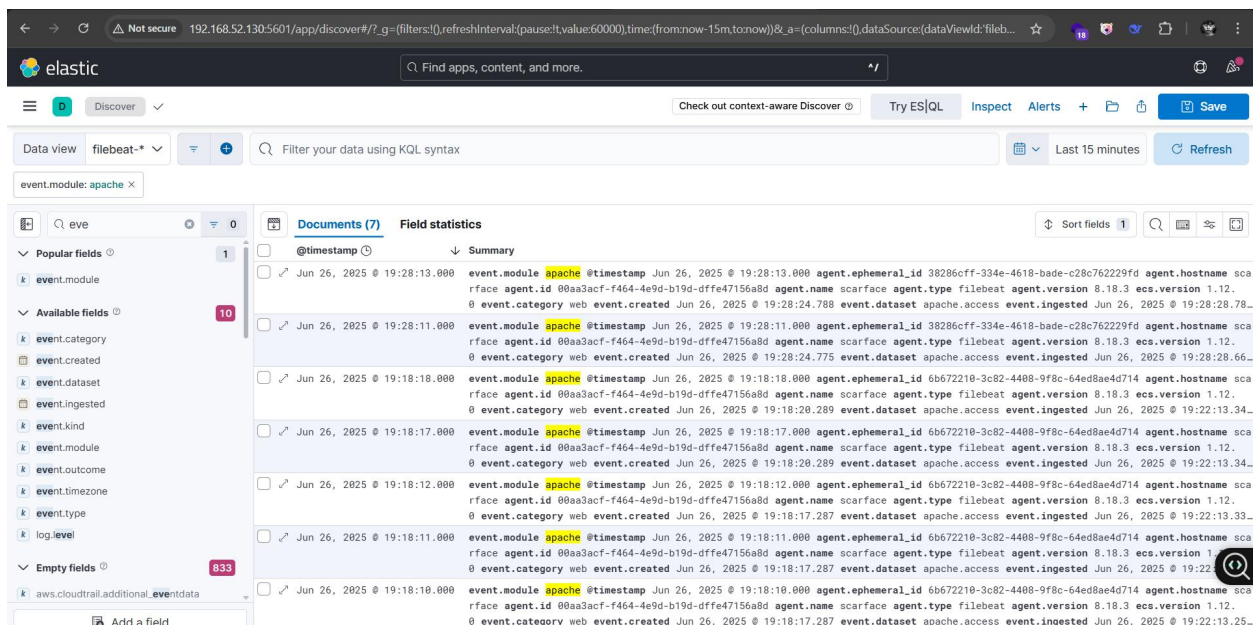 Not secure 192.168.52.130:5601/app/discover#/?_g=(filters:!(),refreshInterval:(pause:!t,value:60000),time:(from:now-15m,to:now))&_a=(columns:!(),dataSource:(dataViewId:'fileb...
18
elastic
Find apps, content, and more. ^/
D Discover Check out context-aware Discover Try ES|QL Inspect Alerts + Save
Data view filebeat-* Filter your data using KQL syntax Last 15 minutes Refresh
event.module: apache ×
eve 0 Documents (7) Field statistics Sort fields 1
@timestamp Summary
Popular fields 1
event.module
Available fields 10
event.category
event.created
event.dataset
event.ingested
event.kind
event.module
event.outcome
event.timezone
event.type
log.level
Empty fields 833
aws.cloudtrail.additional_eventdata
Add a field
Jun 26, 2025 @ 19:28:13.000 event.module apache @timestamp Jun 26, 2025 @ 19:28:13.000 agent.ephemeral_id 38286cff-334e-4618-bade-c28c762229fd agent.hostname sca
rface agent.id 00aa3acf-f464-4e9d-b19d-dffe47156a8d agent.name scarface agent.type filebeat agent.version 8.18.3 ecs.version 1.12.
0 event.category web event.created Jun 26, 2025 @ 19:28:24.788 event.dataset apache.access event.ingested Jun 26, 2025 @ 19:28:28.78…
Jun 26, 2025 @ 19:28:11.000 event.module apache @timestamp Jun 26, 2025 @ 19:28:11.000 agent.ephemeral_id 38286cff-334e-4618-bade-c28c762229fd agent.hostname sca
rface agent.id 00aa3acf-f464-4e9d-b19d-dffe47156a8d agent.name scarface agent.type filebeat agent.version 8.18.3 ecs.version 1.12.
0 event.category web event.created Jun 26, 2025 @ 19:28:24.775 event.dataset apache.access event.ingested Jun 26, 2025 @ 19:28:28.66…
Jun 26, 2025 @ 19:18:18.000 event.module apache @timestamp Jun 26, 2025 @ 19:18:18.000 agent.ephemeral_id 6b672210-3c82-4408-9f8c-64ed8ae4d714 agent.hostname sca
rface agent.id 00aa3acf-f464-4e9d-b19d-dffe47156a8d agent.name scarface agent.type filebeat agent.version 8.18.3 ecs.version 1.12.
0 event.category web event.created Jun 26, 2025 @ 19:18:20.289 event.dataset apache.access event.ingested Jun 26, 2025 @ 19:22:13.34…
Jun 26, 2025 @ 19:18:17.000 event.module apache @timestamp Jun 26, 2025 @ 19:18:17.000 agent.ephemeral_id 6b672210-3c82-4408-9f8c-64ed8ae4d714 agent.hostname sca
rface agent.id 00aa3acf-f464-4e9d-b19d-dffe47156a8d agent.name scarface agent.type filebeat agent.version 8.18.3 ecs.version 1.12.
0 event.category web event.created Jun 26, 2025 @ 19:18:20.289 event.dataset apache.access event.ingested Jun 26, 2025 @ 19:22:13.34…
Jun 26, 2025 @ 19:18:12.000 event.module apache @timestamp Jun 26, 2025 @ 19:18:12.000 agent.ephemeral_id 6b672210-3c82-4408-9f8c-64ed8ae4d714 agent.hostname sca
rface agent.id 00aa3acf-f464-4e9d-b19d-dffe47156a8d agent.name scarface agent.type filebeat agent.version 8.18.3 ecs.version 1.12.
0 event.category web event.created Jun 26, 2025 @ 19:18:17.287 event.dataset apache.access event.ingested Jun 26, 2025 @ 19:22:13.33…
Jun 26, 2025 @ 19:18:11.000 event.module apache @timestamp Jun 26, 2025 @ 19:18:11.000 agent.ephemeral_id 6b672210-3c82-4408-9f8c-64ed8ae4d714 agent.hostname sca
rface agent.id 00aa3acf-f464-4e9d-b19d-dffe47156a8d agent.name scarface agent.type filebeat agent.version 8.18.3 ecs.version 1
0 event.category web event.created Jun 26, 2025 @ 19:18:17.287 event.dataset apache.access event.ingested Jun 26, 2025 @ 19:22:
Jun 26, 2025 @ 19:18:10.000 event.module apache @timestamp Jun 26, 2025 @ 19:18:10.000 agent.ephemeral_id 6b672210-3c82-4408-9f8c-64ed8ae4d714 agent.hostname sca
rface agent.id 00aa3acf-f464-4e9d-b19d-dffe47156a8d agent.name scarface agent.type filebeat agent.version 8.18.3 ecs.version 1.12.
0 event.category web event.created Jun 26, 2025 @ 19:18:17.287 event.dataset apache.access event.ingested Jun 26, 2025 @ 19:22:13.25…